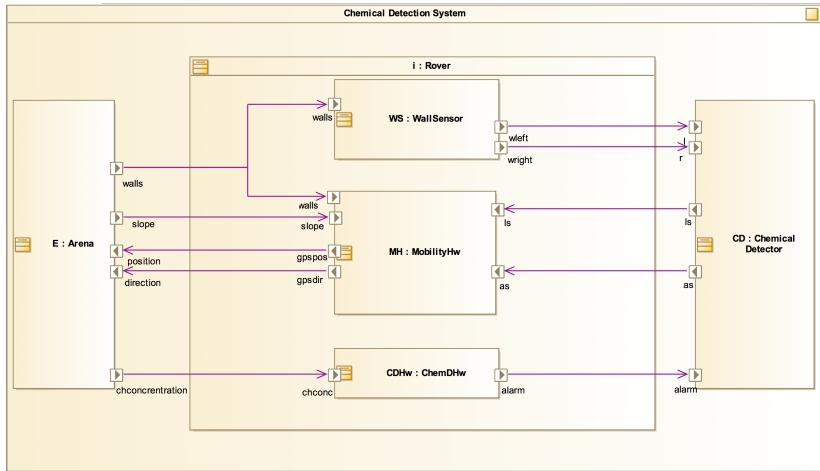 Chemical Detection System
i : Rover
walls
WS : WallSensor
wleft
l
wright
r
walls
walls
slope
slope
ls
ls
E : Arena
MH : MobilityHw
CD : Chemical
Detector
position
gpspos
direction
gpsdir
as
as
CDHw : ChemDHw
chconcrentration
chconc
alarm
alarm